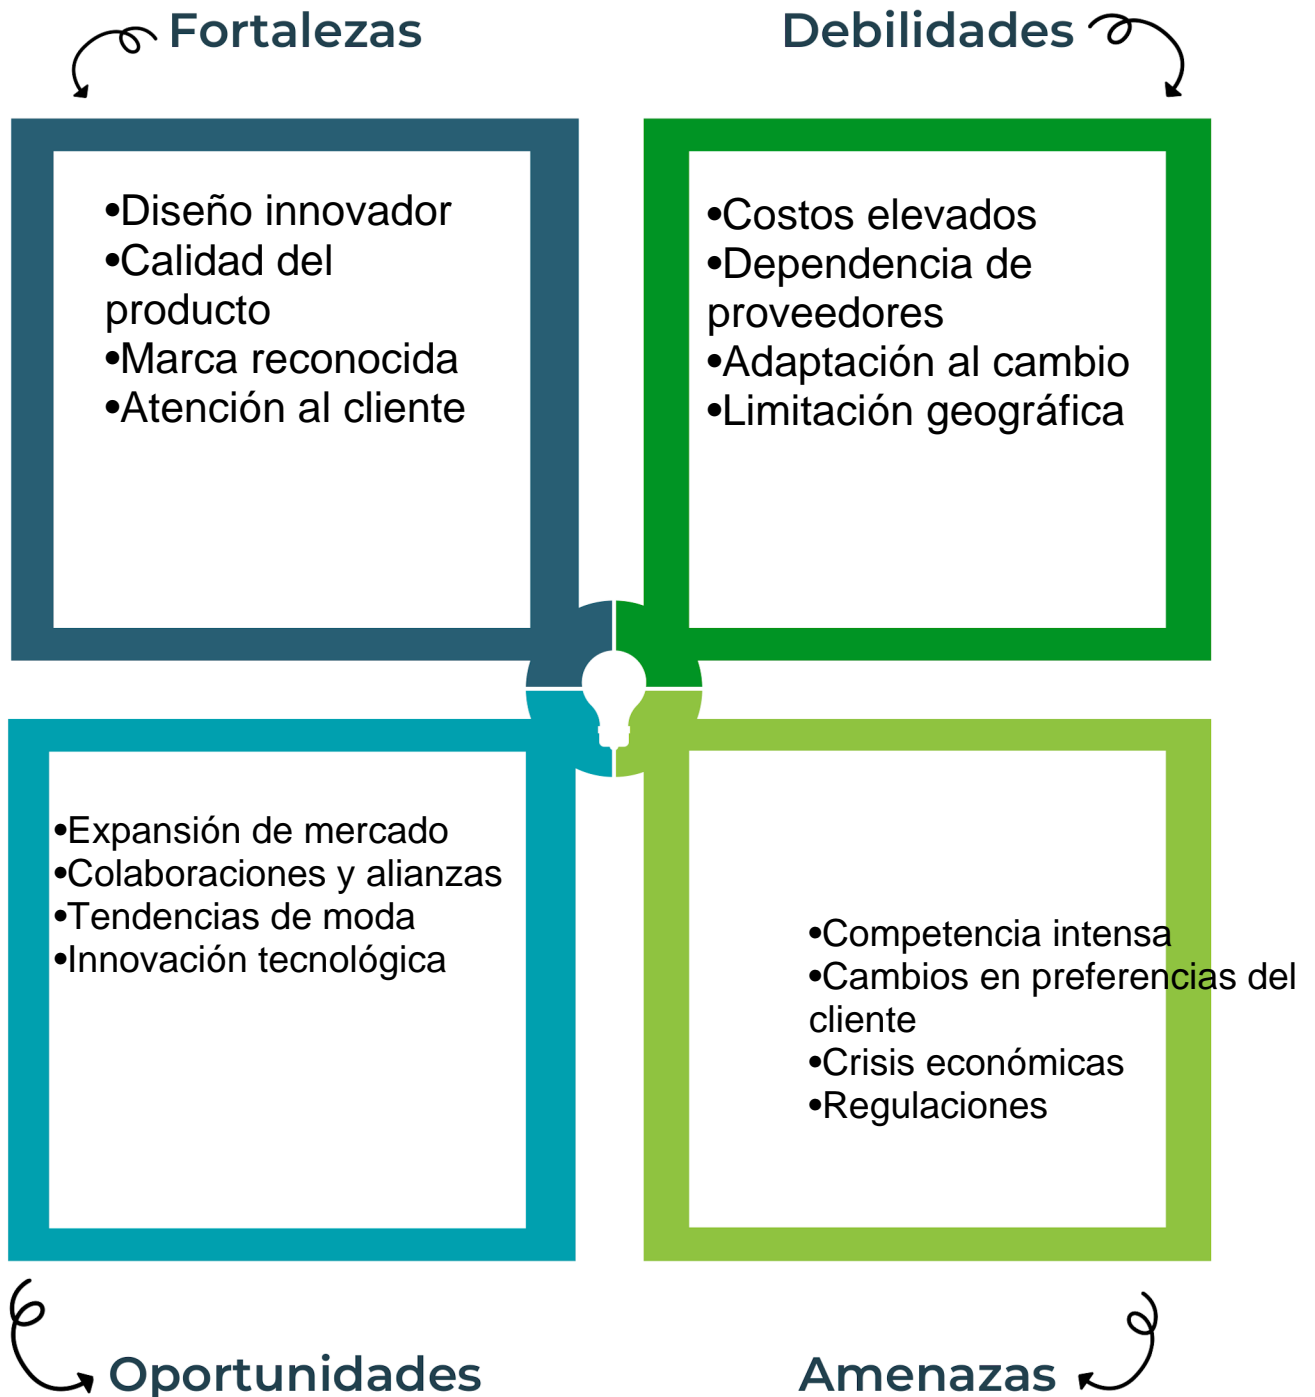 Fortalezas
Debilidades
•Diseño innovador
•Calidad del
producto
•Marca reconocida
•Atención al cliente
•Costos elevados
•Dependencia de
proveedores
•Adaptación al cambio
•Limitación geográfica
•Expansión de mercado
•Colaboraciones y alianzas
•Tendencias de moda
•Innovación tecnológica
•Competencia intensa
•Cambios en preferencias del
cliente
•Crisis económicas
•Regulaciones
Oportunidades
Amenazas